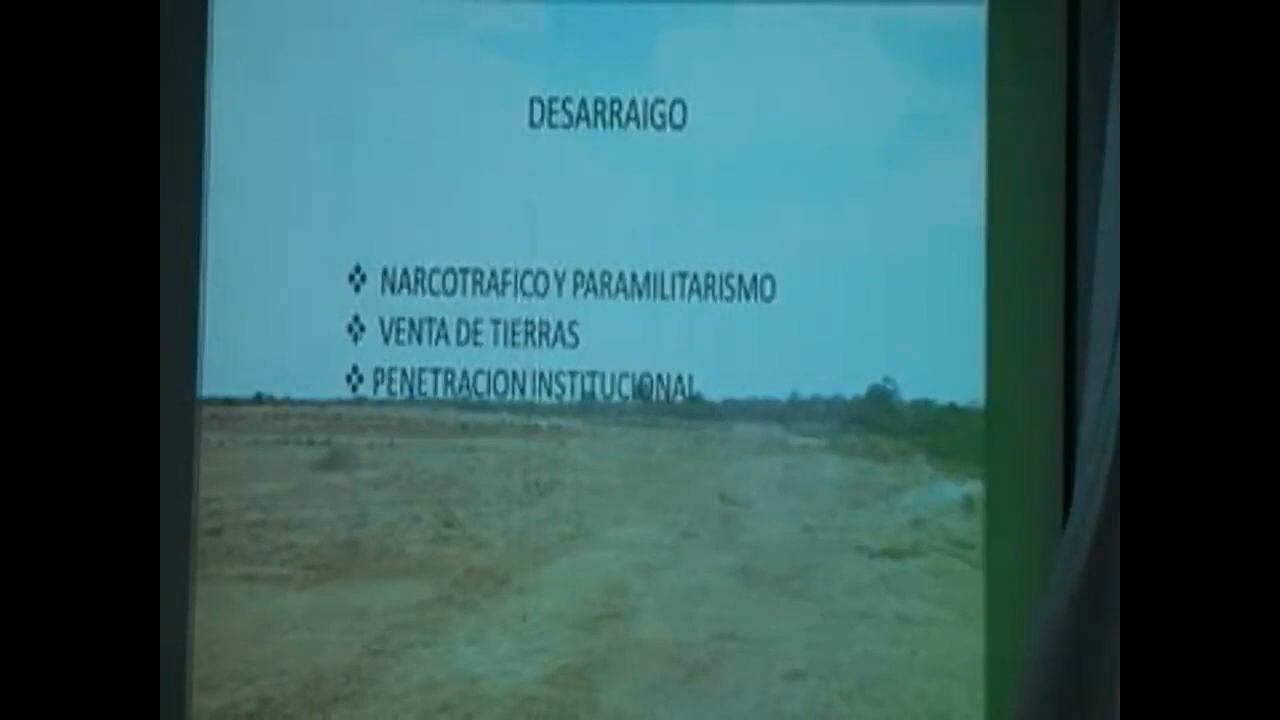 DESARRAIGO
❖ NARCOTRAFICO Y PARAMILITARISMO
❖ VENTA DE TIERRAS
❖ PENETRACION INSTITUCIONAL